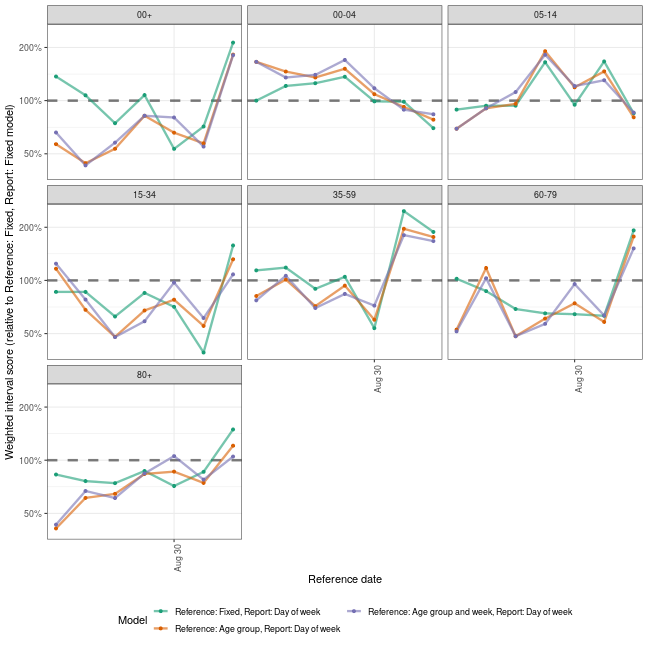 00+
00-04
05-14
200%
100%
50%
15-34
35-59
60-79
200%
100%
50%
80+
Aug 30
Aug 30
200%
100%
50%
Aug 30
Weighted interval score (relative to Reference: Fixed, Report: Fixed model)
Reference date
Model
Reference: Fixed, Report: Day of week
Reference: Age group and week, Report: Day of week
Reference: Age group, Report: Day of week